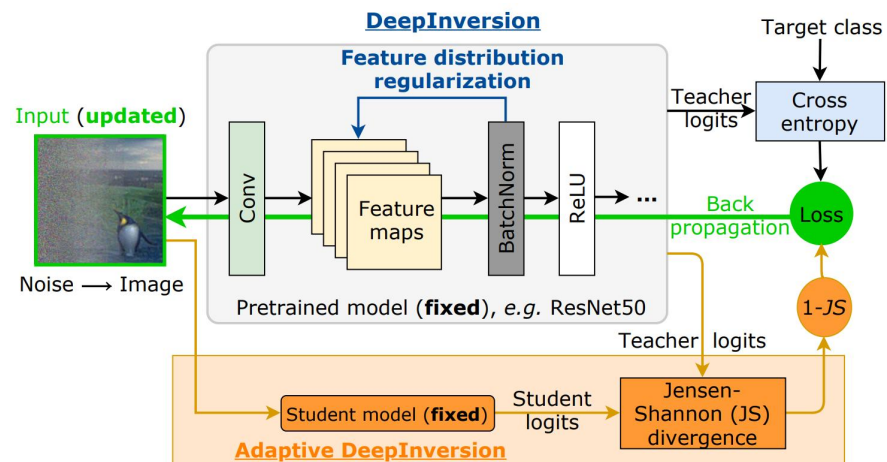 DeepInversion
Target class
Feature distribution
regularization
Input (updated)
Teacher
logits
Cross
entropy
Conv
Feature
maps
BatchNorm
ReLU
...
Back
propagation
Loss
Noise → Image
Pretrained model (fixed), e.g. ResNet50
1-JS
Teacher logits
Student model (fixed)
Student
logits
Jensen-
Shannon (JS)
divergence
Adaptive DeepInversion